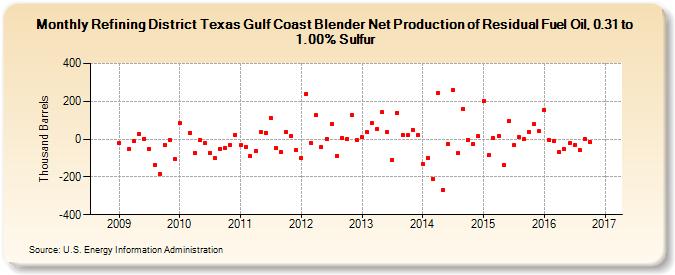 Monthly Refining District Texas Gulf Coast Blender Net Production of Residual Fuel Oil, 0.31 to
1.00% Sulfur
Thousand Barrels
400
200
0
-200
-400
2009 2010 2011 2012 2013 2014 2015 2016 2017
Source: U.S. Energy Information Administration